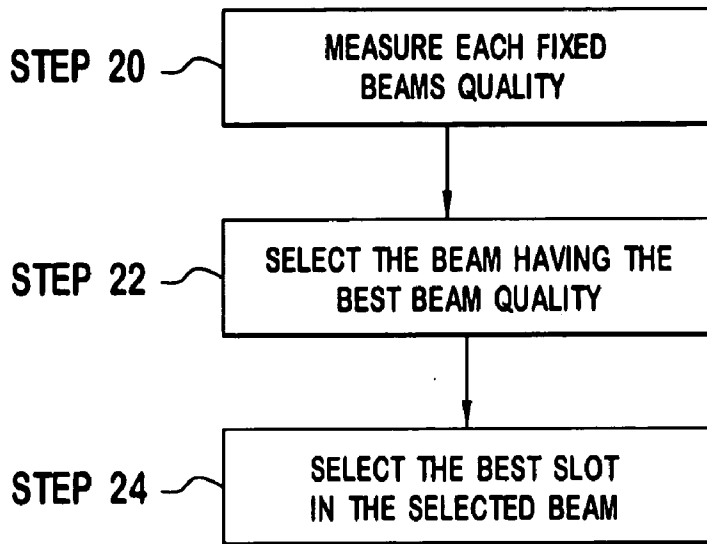 STEP 20
MEASURE EACH FIXED
BEAMS QUALITY
STEP 22
SELECT THE BEAM HAVING THE
BEST BEAM QUALITY
STEP 24
SELECT THE BEST SLOT
IN THE SELECTED BEAM